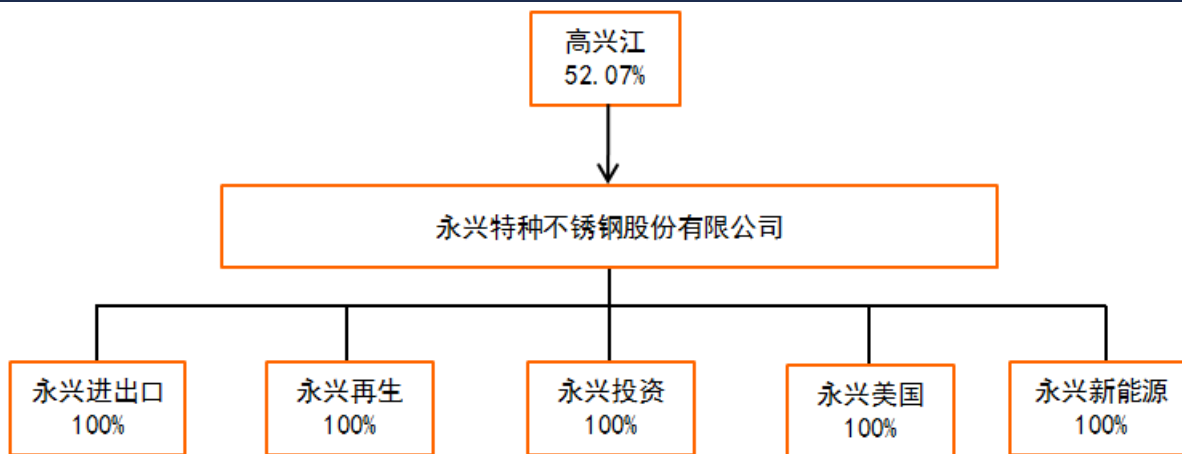 高兴江
52.07%
永兴特种不锈钢股份有限公司
永兴进出口
100%
永兴再生
100%
永兴投资
100%
永兴美国
100%
永兴新能源
100%